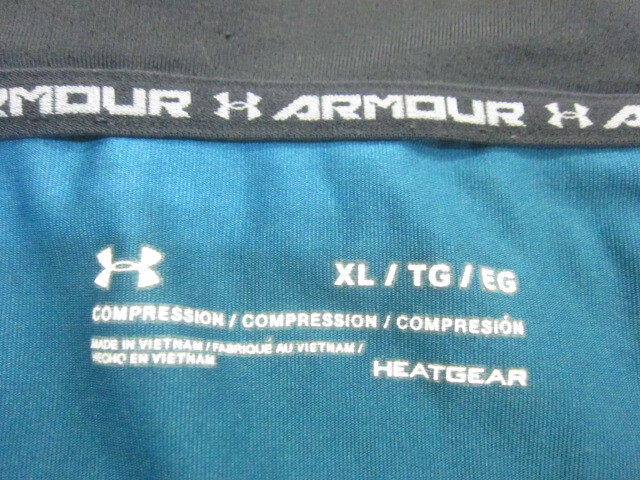 ARMOUR ARMOUR A
XL / TG / EG
COMPRESSION / COMPRESSION / COMPRESIÓN
MADE IN VIETNAM / FABRIQUÉ AU VIETNAM /
HECHO EN VIETNAM
HEATGEAR